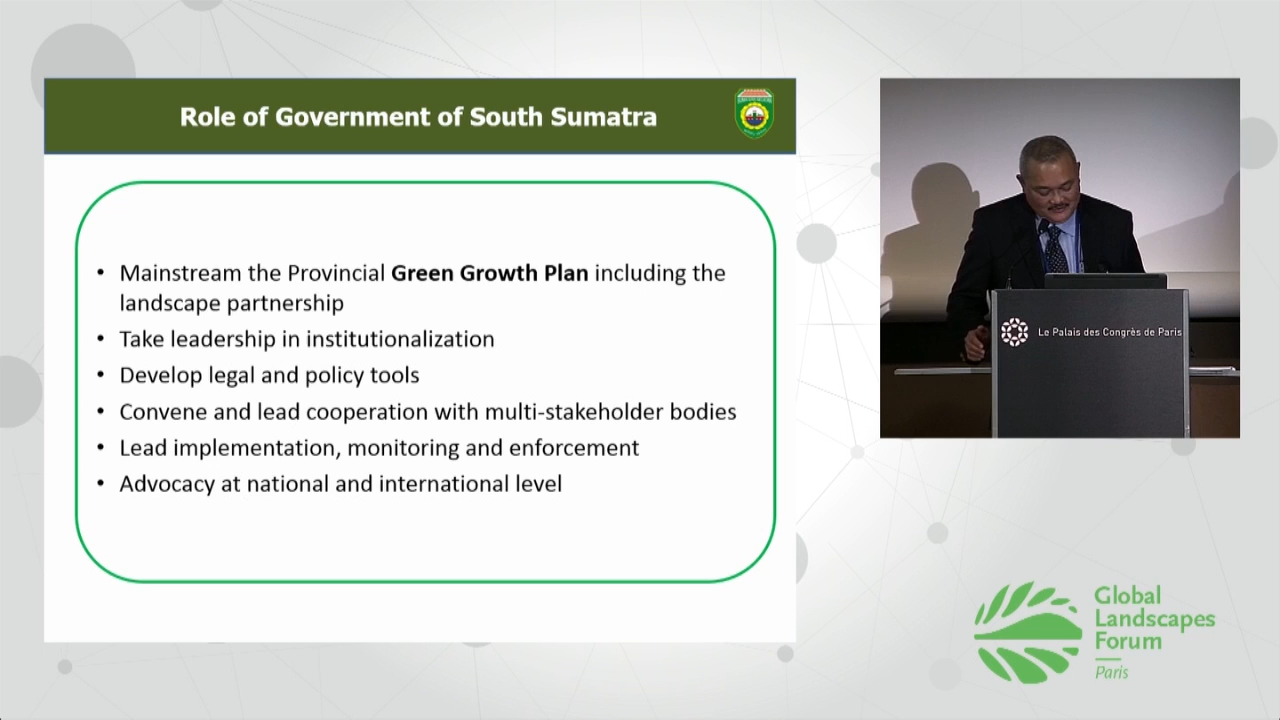 Role of Government of South Sumatra
• Mainstream the Provincial Green Growth Plan including the
landscape partnership
• Take leadership in institutionalization
• Develop legal and policy tools
• Convene and lead cooperation with multi-stakeholder bodies
• Lead implementation, monitoring and enforcement
• Advocacy at national and international level
Le Palais des Congrès de Paris
Global
Landscapes
Forum
Paris